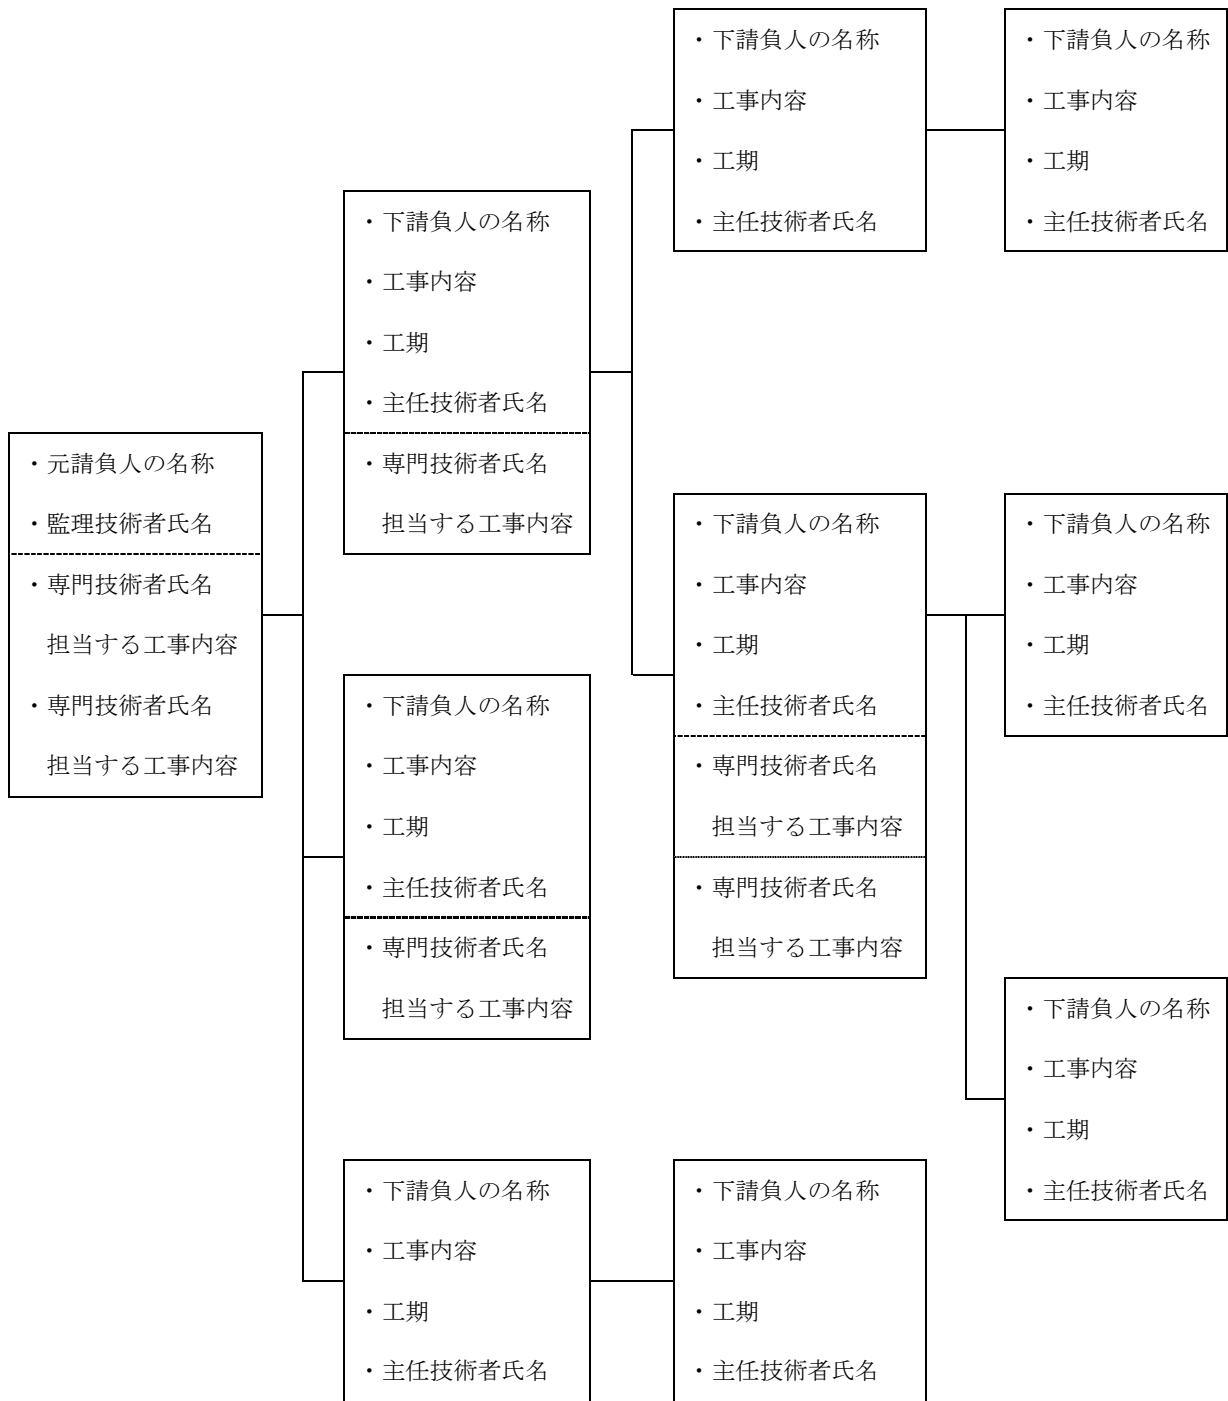 ・元請負人の名称
・監理技術者氏名
・専門技術者氏名
担当する工事内容
・専門技術者氏名
担当する工事内容
・下請負人の名称
・工事内容
・工期
・主任技術者氏名
・専門技術者氏名
担当する工事内容
・下請負人の名称
・工事内容
・工期
・主任技術者氏名
・専門技術者氏名
担当する工事内容
・下請負人の名称
・工事内容
・工期
・主任技術者氏名
・下請負人の名称
・工事内容
・工期
・主任技術者氏名
・下請負人の名称
・工事内容
・工期
・主任技術者氏名
・専門技術者氏名
担当する工事内容
・専門技術者氏名
担当する工事内容
・下請負人の名称
・工事内容
・工期
・主任技術者氏名
・下請負人の名称
・工事内容
・工期
・主任技術者氏名
・下請負人の名称
・工事内容
・工期
・主任技術者氏名
・下請負人の名称
・工事内容
・工期
・主任技術者氏名